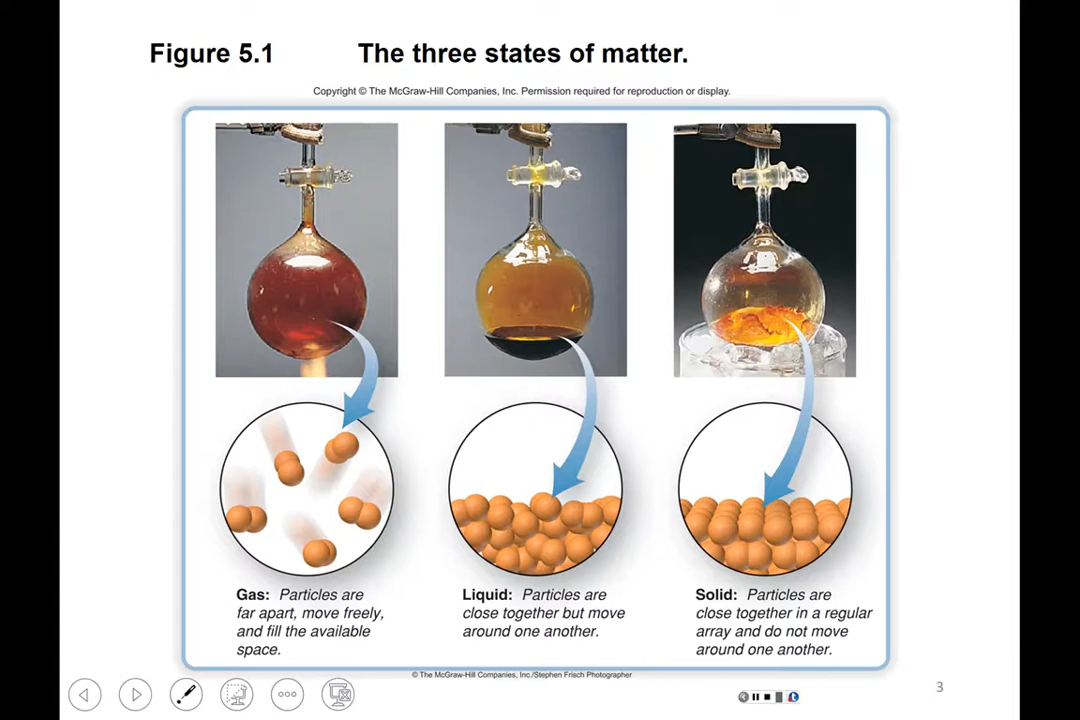 Figure 5.1 The three states of matter.
Copyright © The McGraw-Hill Companies, Inc. Permission required for reproduction or display.
Gas: Particles are
far apart, move freely,
and fill the available
space.
Liquid: Particles are
close together but move
around one another.
Solid: Particles are
close together in a regular
array and do not move
around one another.
© The McGraw-Hill Companies, Inc./Stephen Frisch Photographer
3